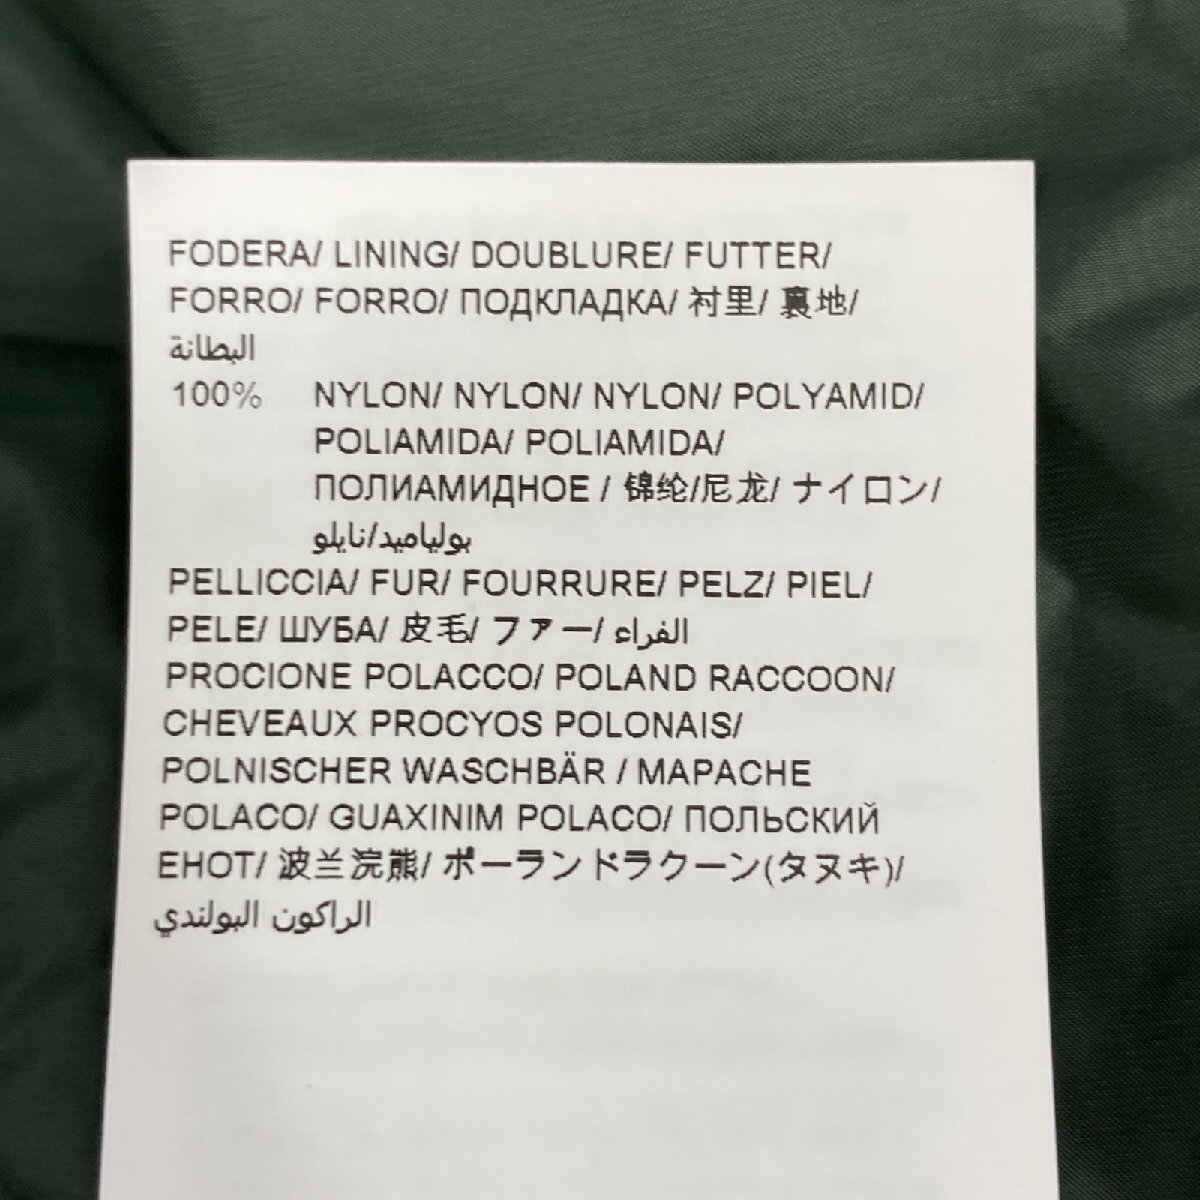 FODERA/ LINING/ DOUBLURE/ FUTTER/
FORRO/ FORRO/ ПОДКЛАДКА/ 衬里/ 裏地/
البطانة
100% NYLON/ NYLON/ NYLON/ POLYAMID/
POLIAMIDA/ POLIAMIDA/
ПОЛИАМИДНОЕ / 锦纶/尼龙/ ナイロン/
بولياميد/نايلو
PELLICCIA/ FUR/ FOURRURE/ PELZ/ PIEL/
PELE/ ШУБА/ 皮毛/ ファー/ الفراء
PROCIONE POLACCO/ POLAND RACCOON/
CHEVEAUX PROCYOS POLONAIS/
POLNISCHER WASCHBÄR / MAPACHE
POLACO/ GUAXINIM POLACO/ ПОЛЬСКИЙ
ЕНОТ/ 波兰浣熊/ ポーランドラクーン(タヌキ)/
الراكون البولندي